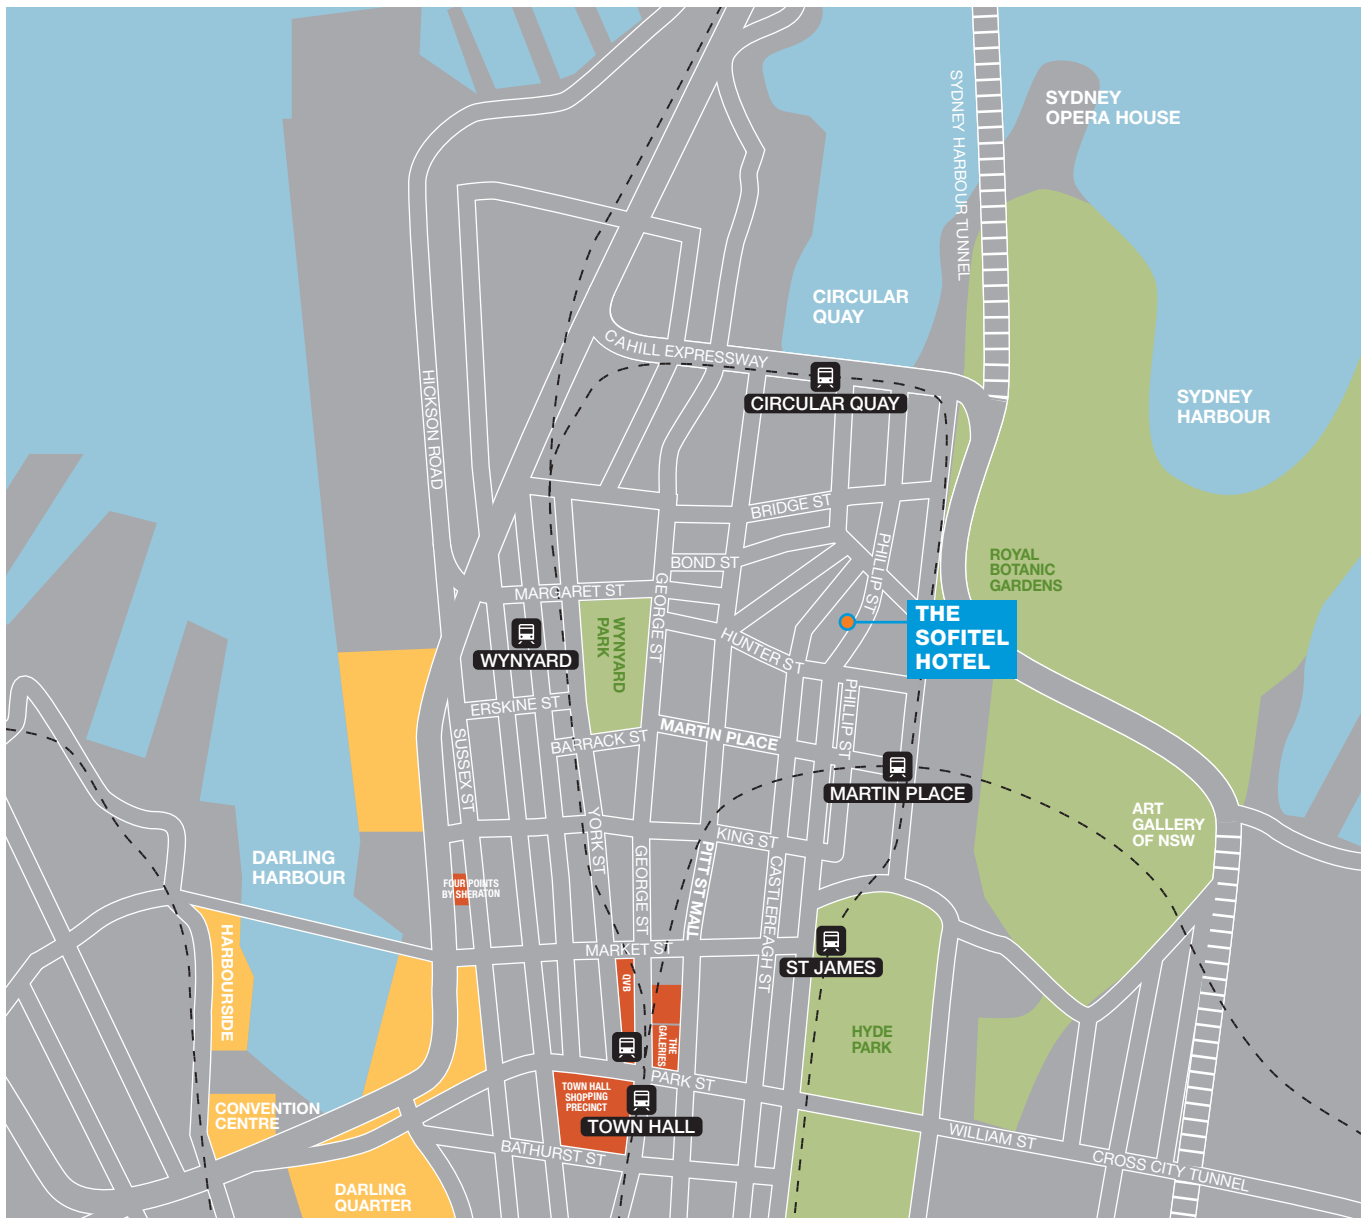 SYDNEY
OPERA HOUSE
SYDNEY HARBOUR TUNNEL
CIRCULAR
QUAY
CAHILL EXPRESSWAY
CIRCULAR QUAY
HICKSON ROAD
SYDNEY
HARBOUR
BRIDGE ST
PHILLIP ST
BOND ST
ROYAL
BOTANIC
GARDENS
MARGARET ST
GEORGE ST
WYNYARD
PARK
WYNYARD
HUNTER ST
THE
SOFITEL
HOTEL
ERSKINE ST
BARRACK ST
MARTIN PLACE
PHILLIP ST
SUSSEX ST
MARTIN PLACE
YORK ST
GEORGE ST
PITT ST MALL
KING ST
CASTLEREAGH ST
ART
GALLERY
OF NSW
DARLING
HARBOUR
FOUR POINTS
BY SHERATON
HARBOURSIDE
MARKET ST
ST JAMES
QVB
THE
GALERIES
HYDE
PARK
PARK ST
TOWN HALL
SHOPPING
PRECINCT
TOWN HALL
CONVENTION
CENTRE
BATHURST ST
WILLIAM ST
CROSS CITY TUNNEL
DARLING
QUARTER